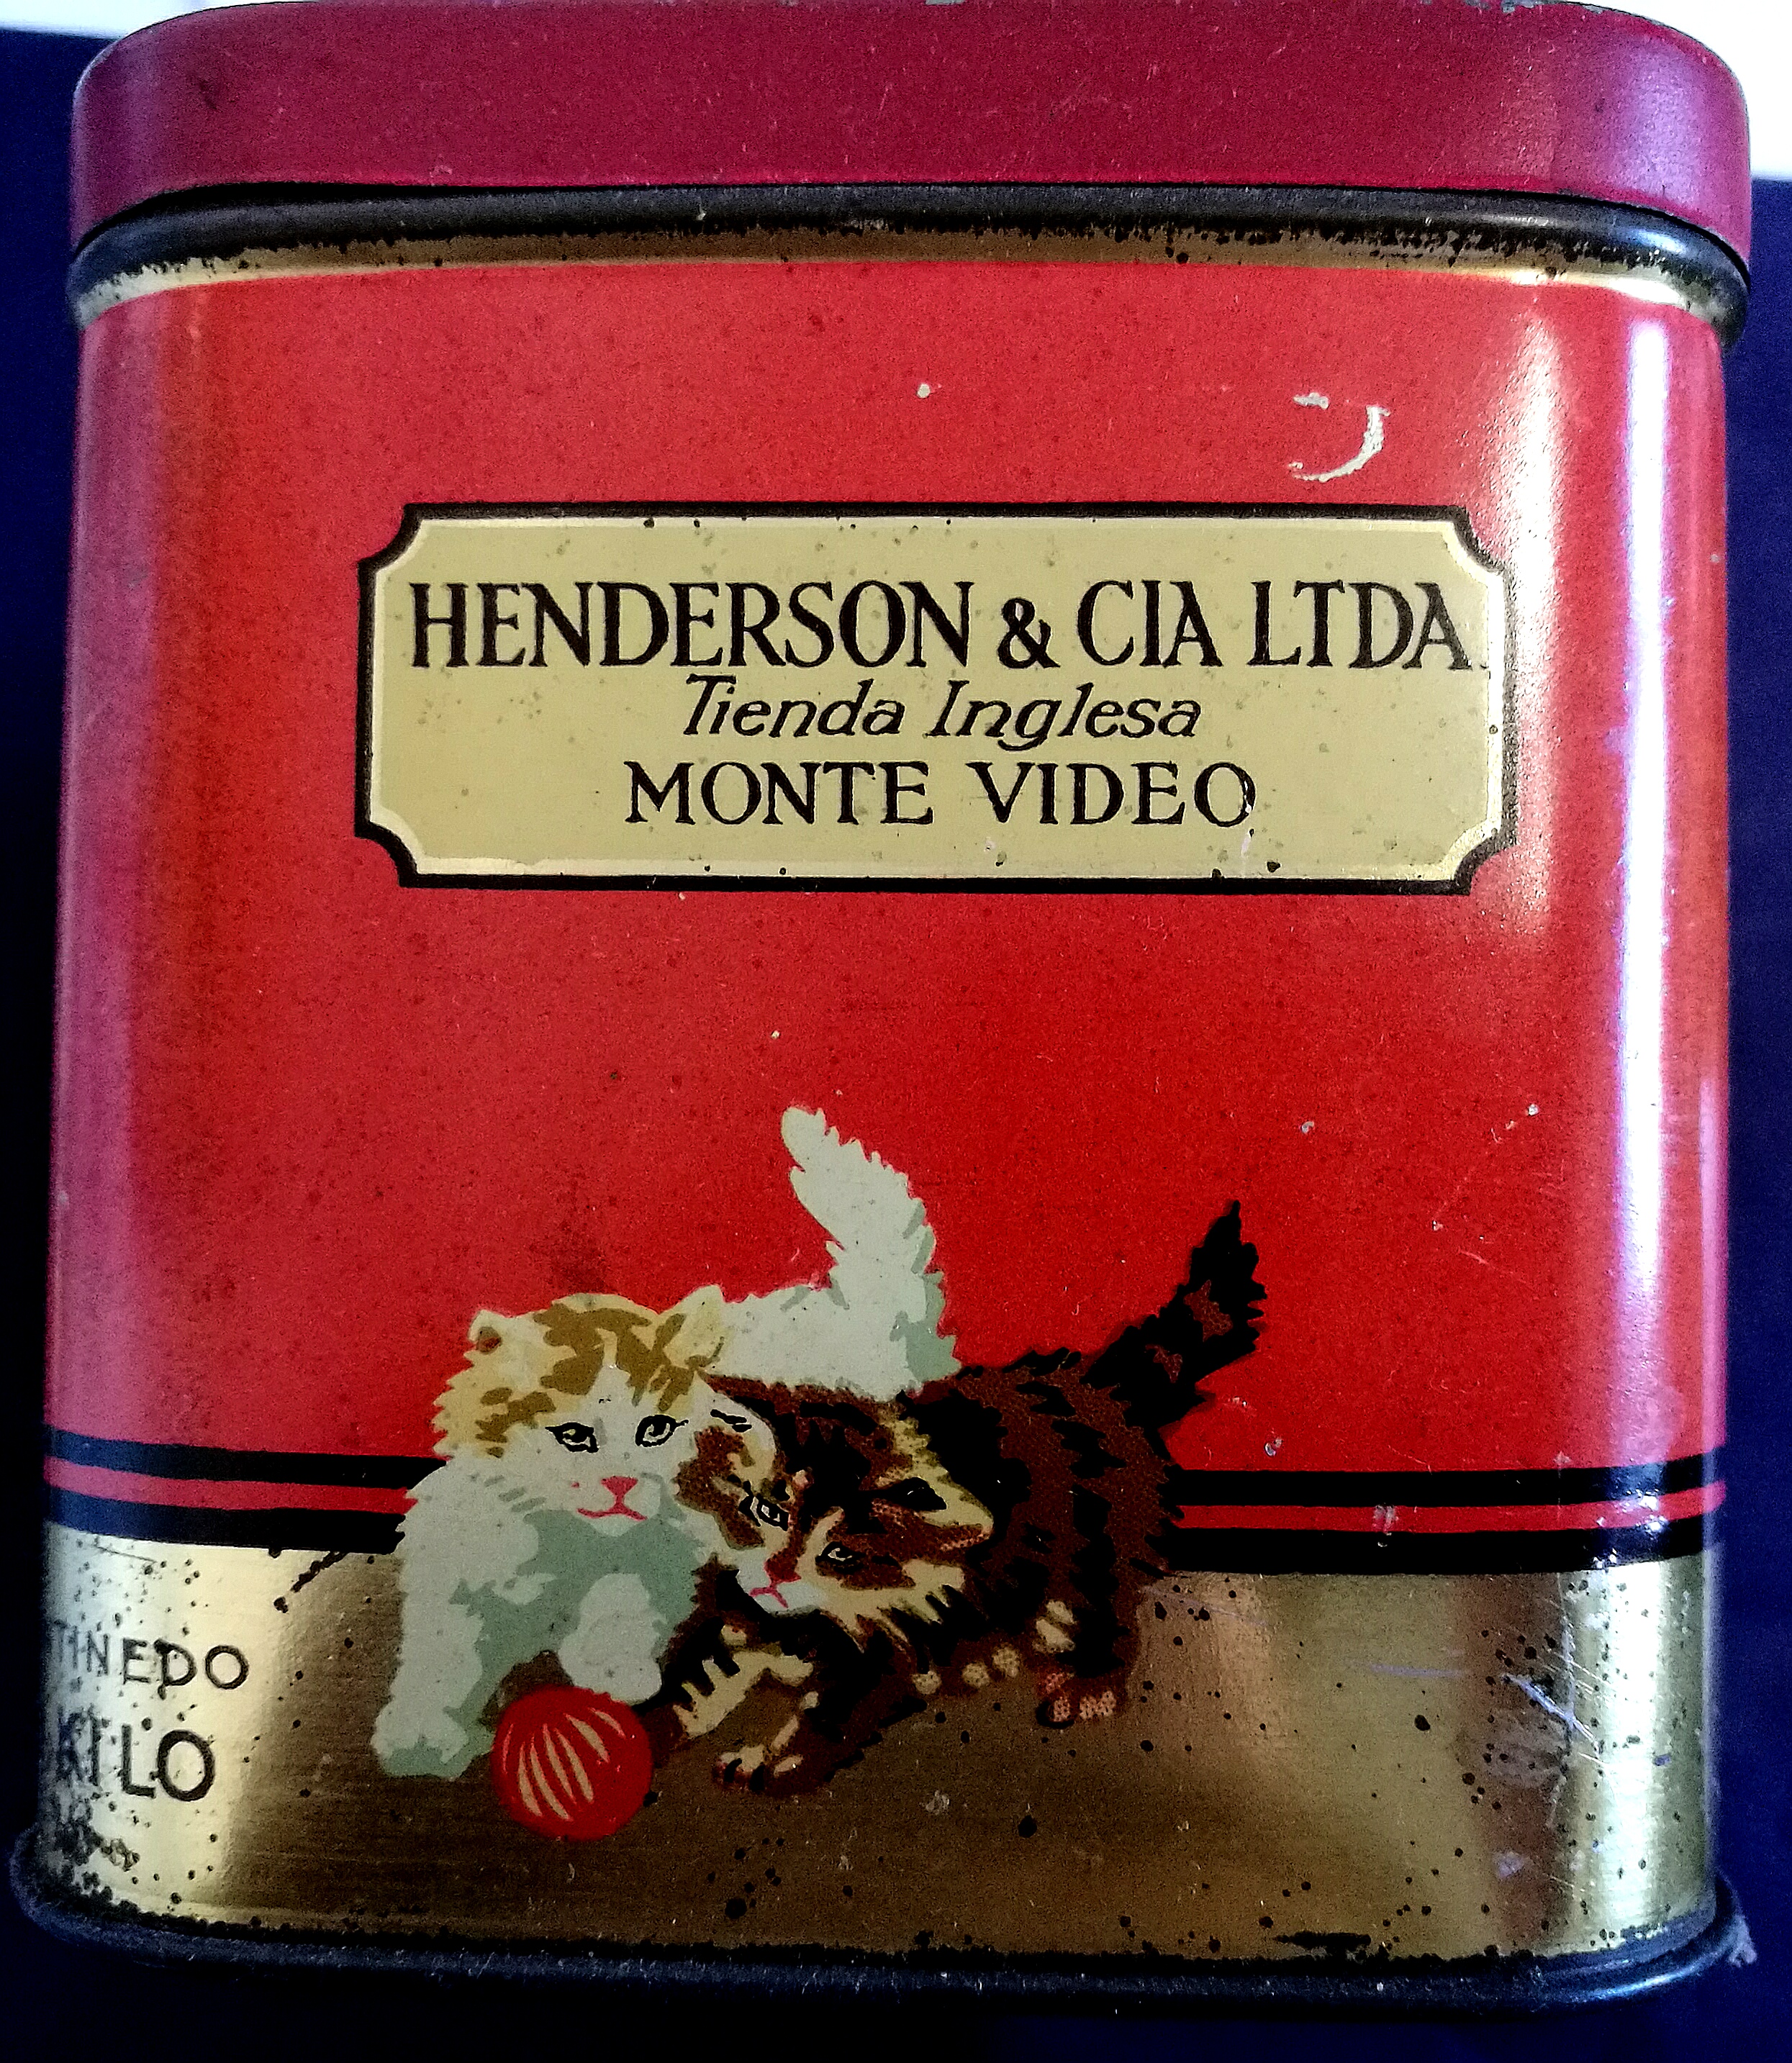 HENDERSON & CIA LTDA.
Tienda Inglesa
MONTE VIDEO
TINEDO
KILO